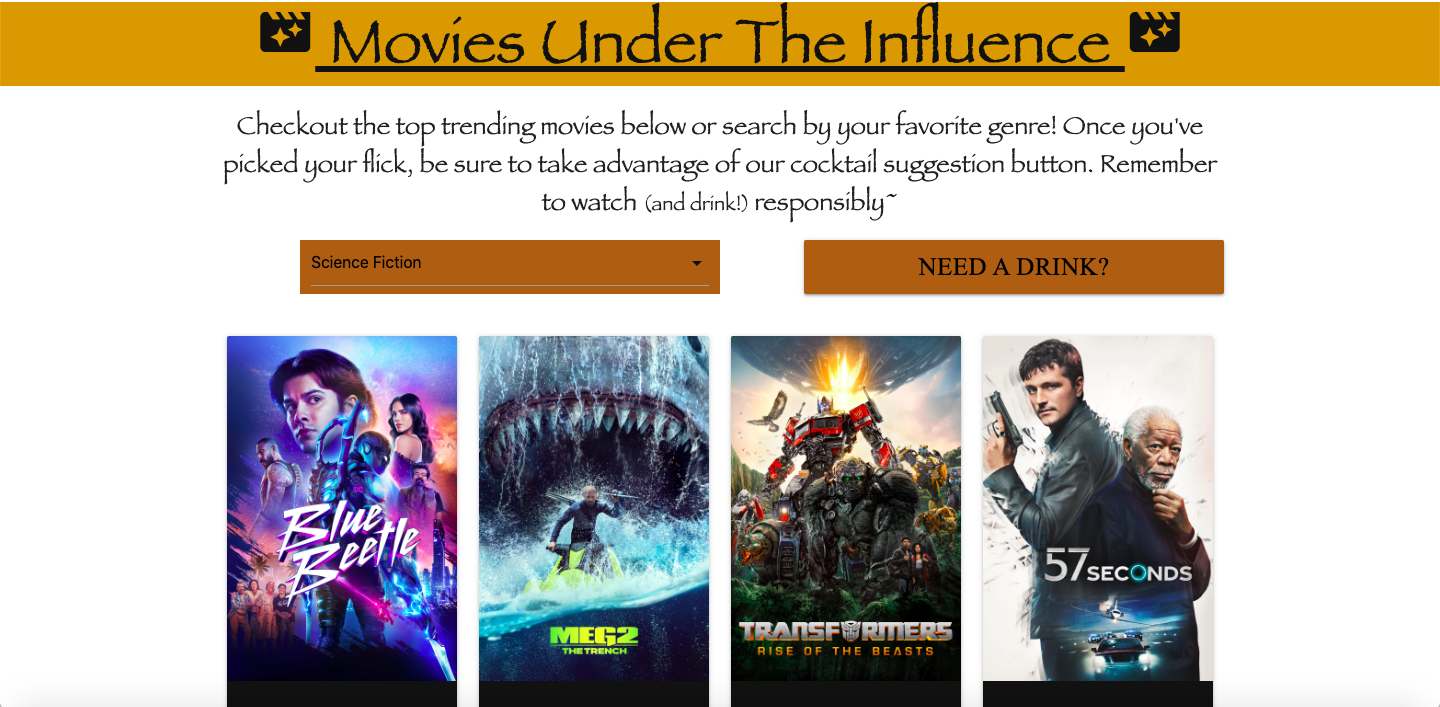 Movies Under The Influence
Checkout the top trending movies below or search by your favorite genre! Once you've
picked your flick, be sure to take advantage of our cocktail suggestion button. Remember
to watch (and drink!) responsibly~
Science Fiction
NEED A DRINK?
DC
Blue
Beetle
MEG2
THE TRENCH
TRANSFORMERS
RISE OF THE BEASTS
57 SECONDS